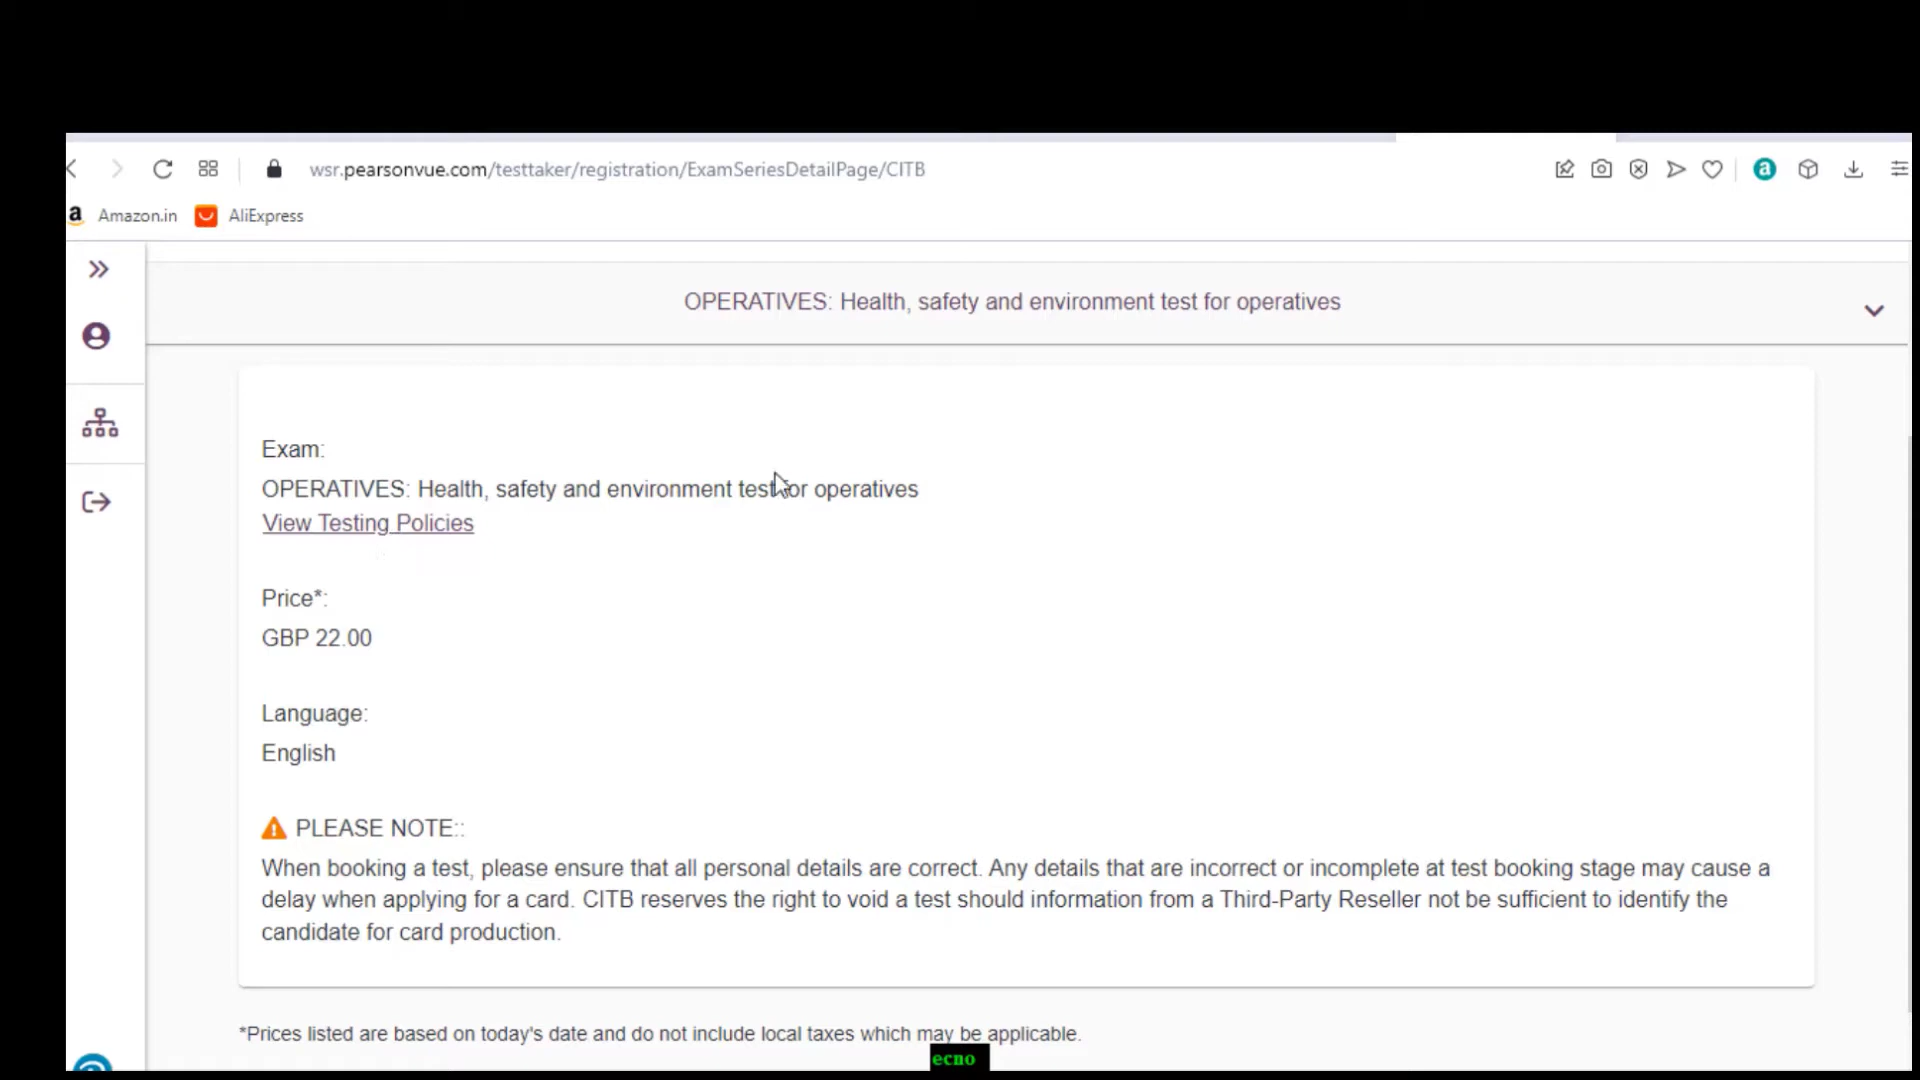 wsr.pearsonvue.com/testtaker/registration/ExamSeriesDetailPage/CITB
a
a Amazon.in AliExpress
OPERATIVES: Health, safety and environment test for operatives
Exam:
OPERATIVES: Health, safety and environment test for operatives
View Testing Policies
Price*:
GBP 22.00
Language:
English
PLEASE NOTE::
When booking a test, please ensure that all personal details are correct. Any details that are incorrect or incomplete at test booking stage may cause a
delay when applying for a card. CITB reserves the right to void a test should information from a Third-Party Reseller not be sufficient to identify the
candidate for card production.
*Prices listed are based on today's date and do not include local taxes which may be applicable.
ecno